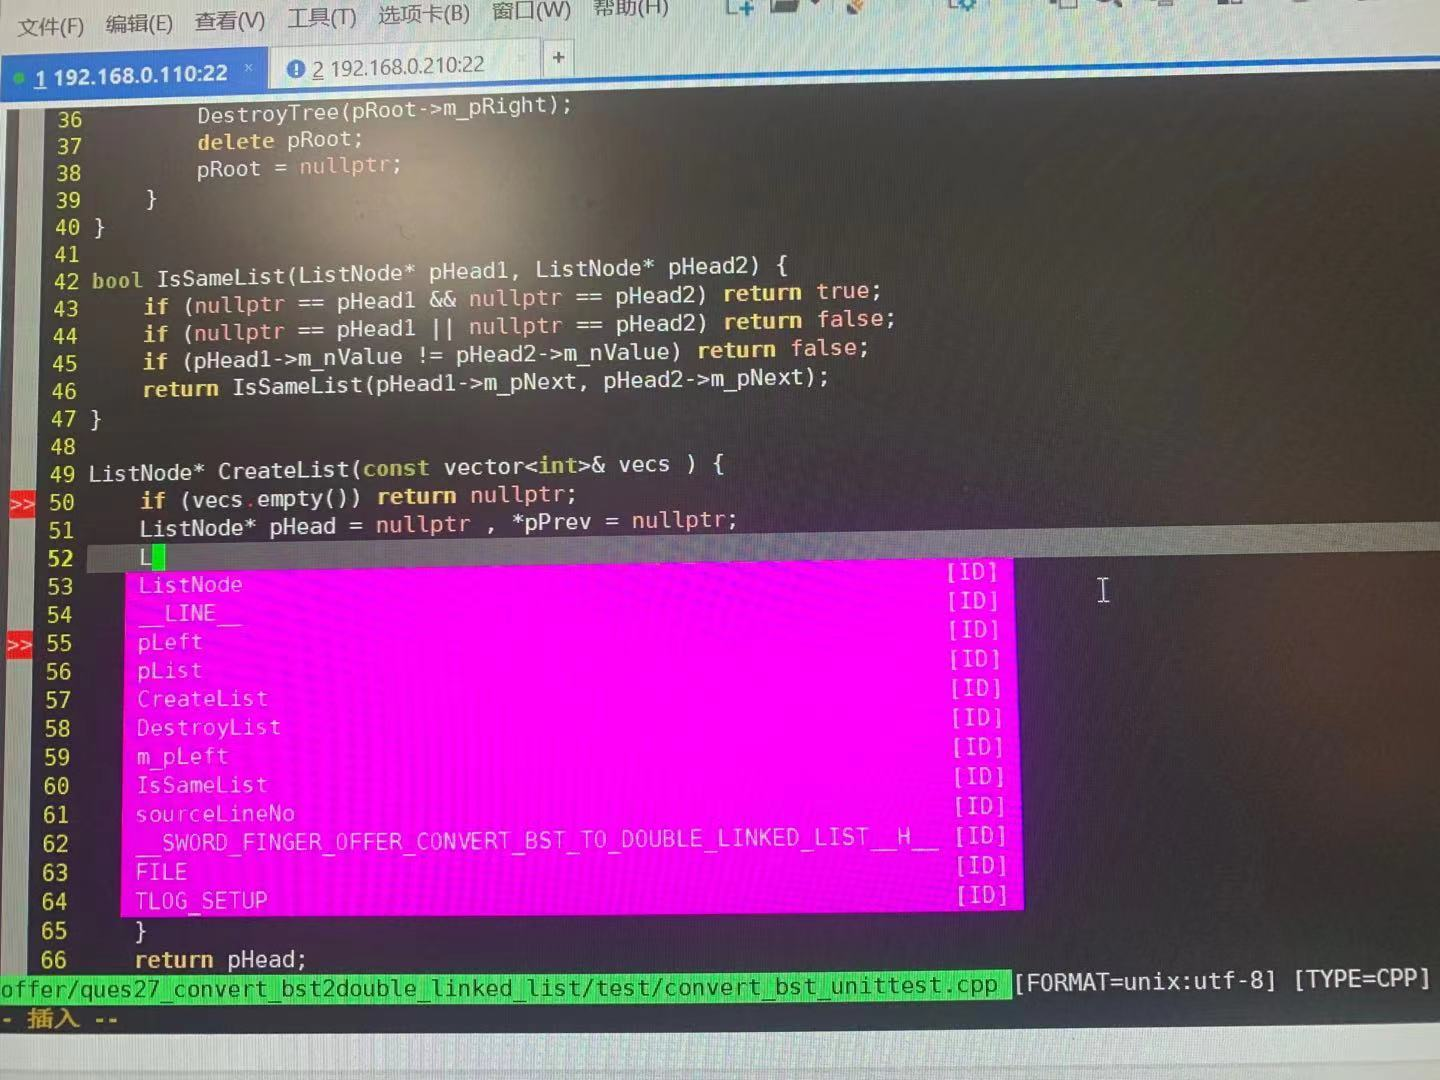 文件(F) 编辑(E) 查看(V) 工具(T) 选项卡(B) 窗口(W) 帮助(H)
1 192.168.0.110:22 × 2 192.168.0.210:22 × +
36 DestroyTree(pRoot->m_pRight);
37 delete pRoot;
38 pRoot = nullptr;
39 }
40 }
41
42 bool IsSameList(ListNode* pHead1, ListNode* pHead2) {
43 if (nullptr == pHead1 && nullptr == pHead2) return true;
44 if (nullptr == pHead1 || nullptr == pHead2) return false;
45 if (pHead1->m_nValue != pHead2->m_nValue) return false;
46 return IsSameList(pHead1->m_pNext, pHead2->m_pNext);
47 }
48
49 ListNode* CreateList(const vector<int>& vecs ) {
>> 50 if (vecs.empty()) return nullptr;
51 ListNode* pHead = nullptr , *pPrev = nullptr;
52 L
53 ListNode [ID]
54 __LINE__ [ID]
>> 55 pLeft [ID]
56 pList [ID]
57 CreateList [ID]
58 DestroyList [ID]
59 m_pLeft [ID]
60 IsSameList [ID]
61 sourceLineNo [ID]
62 __SWORD_FINGER_OFFER_CONVERT_BST_TO_DOUBLE_LINKED_LIST__H__ [ID]
63 FILE [ID]
64 TLOG_SETUP [ID]
65 }
66 return pHead;
offer/ques27_convert_bst2double_linked_list/test/convert_bst_unittest.cpp [FORMAT=unix:utf-8] [TYPE=CPP]
- 插入 --